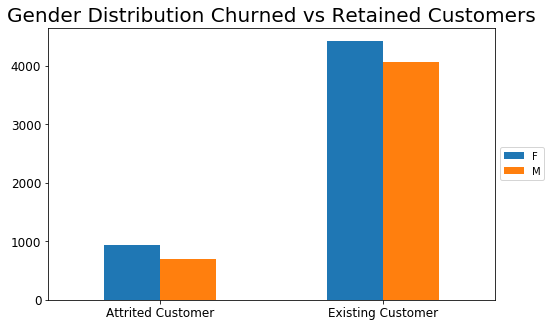 Gender Distribution Churned vs Retained Customers
4000
3000
2000
1000
0
Attrited Customer Existing Customer
F
M